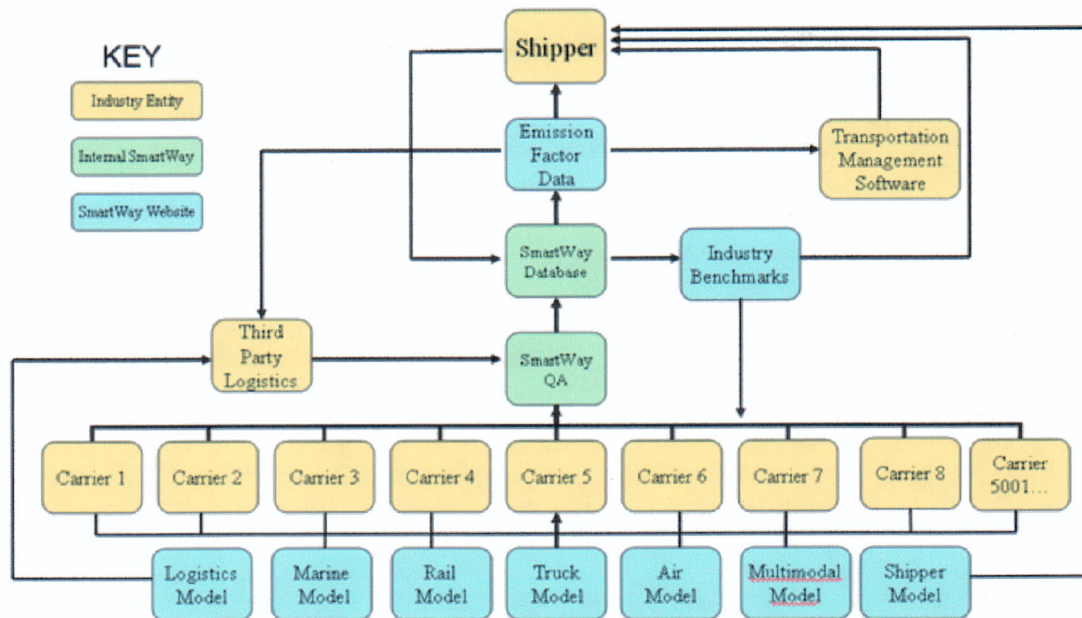 KEY
Industry Entity
Internal SmartWay
SmartWay Website
Shipper
Emission
Factor
Data
Transportation
Management
Software
SmartWay
Database
Industry
Benchmarks
Third
Party
Logistics
SmartWay
QA
Carrier 1
Carrier 2
Carrier 3
Carrier 4
Carrier 5
Carrier 6
Carrier 7
Carrier 8
Carrier
5001...
Logistics
Model
Marine
Model
Rail
Model
Truck
Model
Air
Model
Multimodal
Model
Shipper
Model